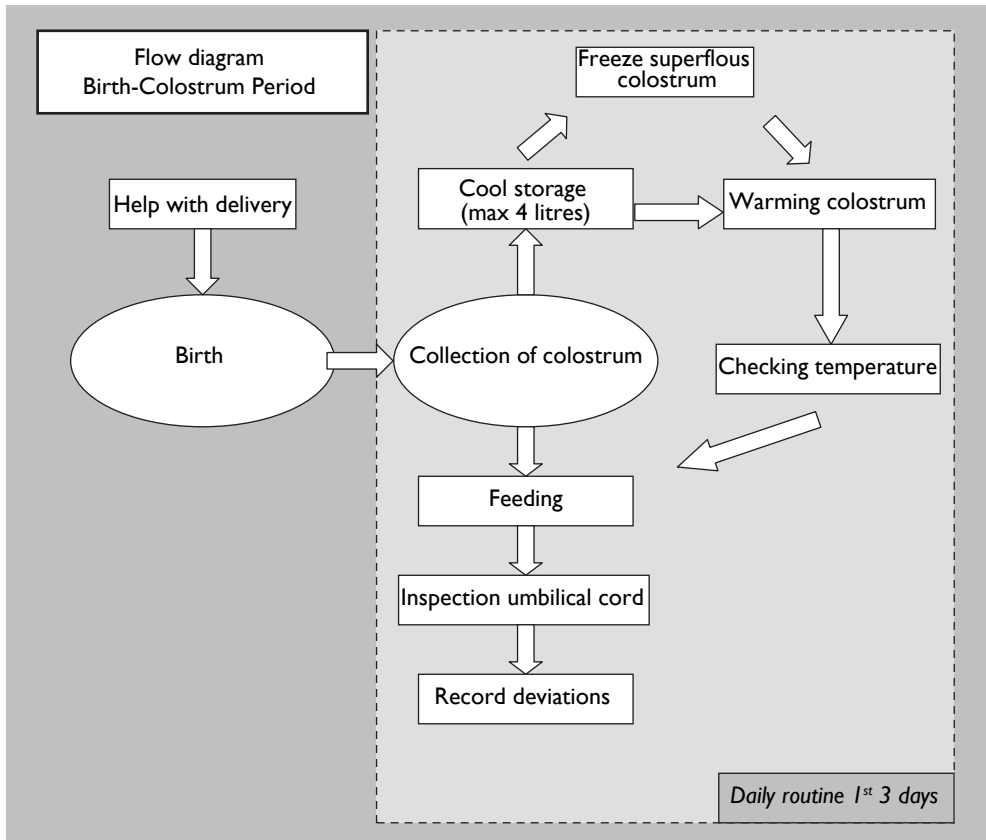 Flow diagram
Birth-Colostrum Period
Freeze superflous
colostrum
Help with delivery
Cool storage
(max 4 litres)
Warming colostrum
Birth
Collection of colostrum
Checking temperature
Feeding
Inspection umbilical cord
Record deviations
Daily routine 1st 3 days